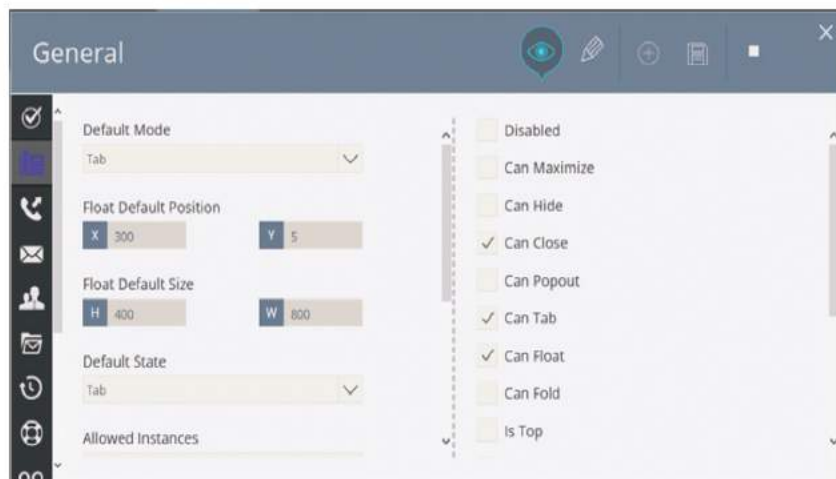 General
Default Mode
Tab
Float Default Position
X 300 Y 5
Float Default Size
H 400 W 800
Default State
Tab
Allowed Instances
Disabled
Can Maximize
Can Hide
Can Close
Can Popout
Can Tab
Can Float
Can Fold
Is Top